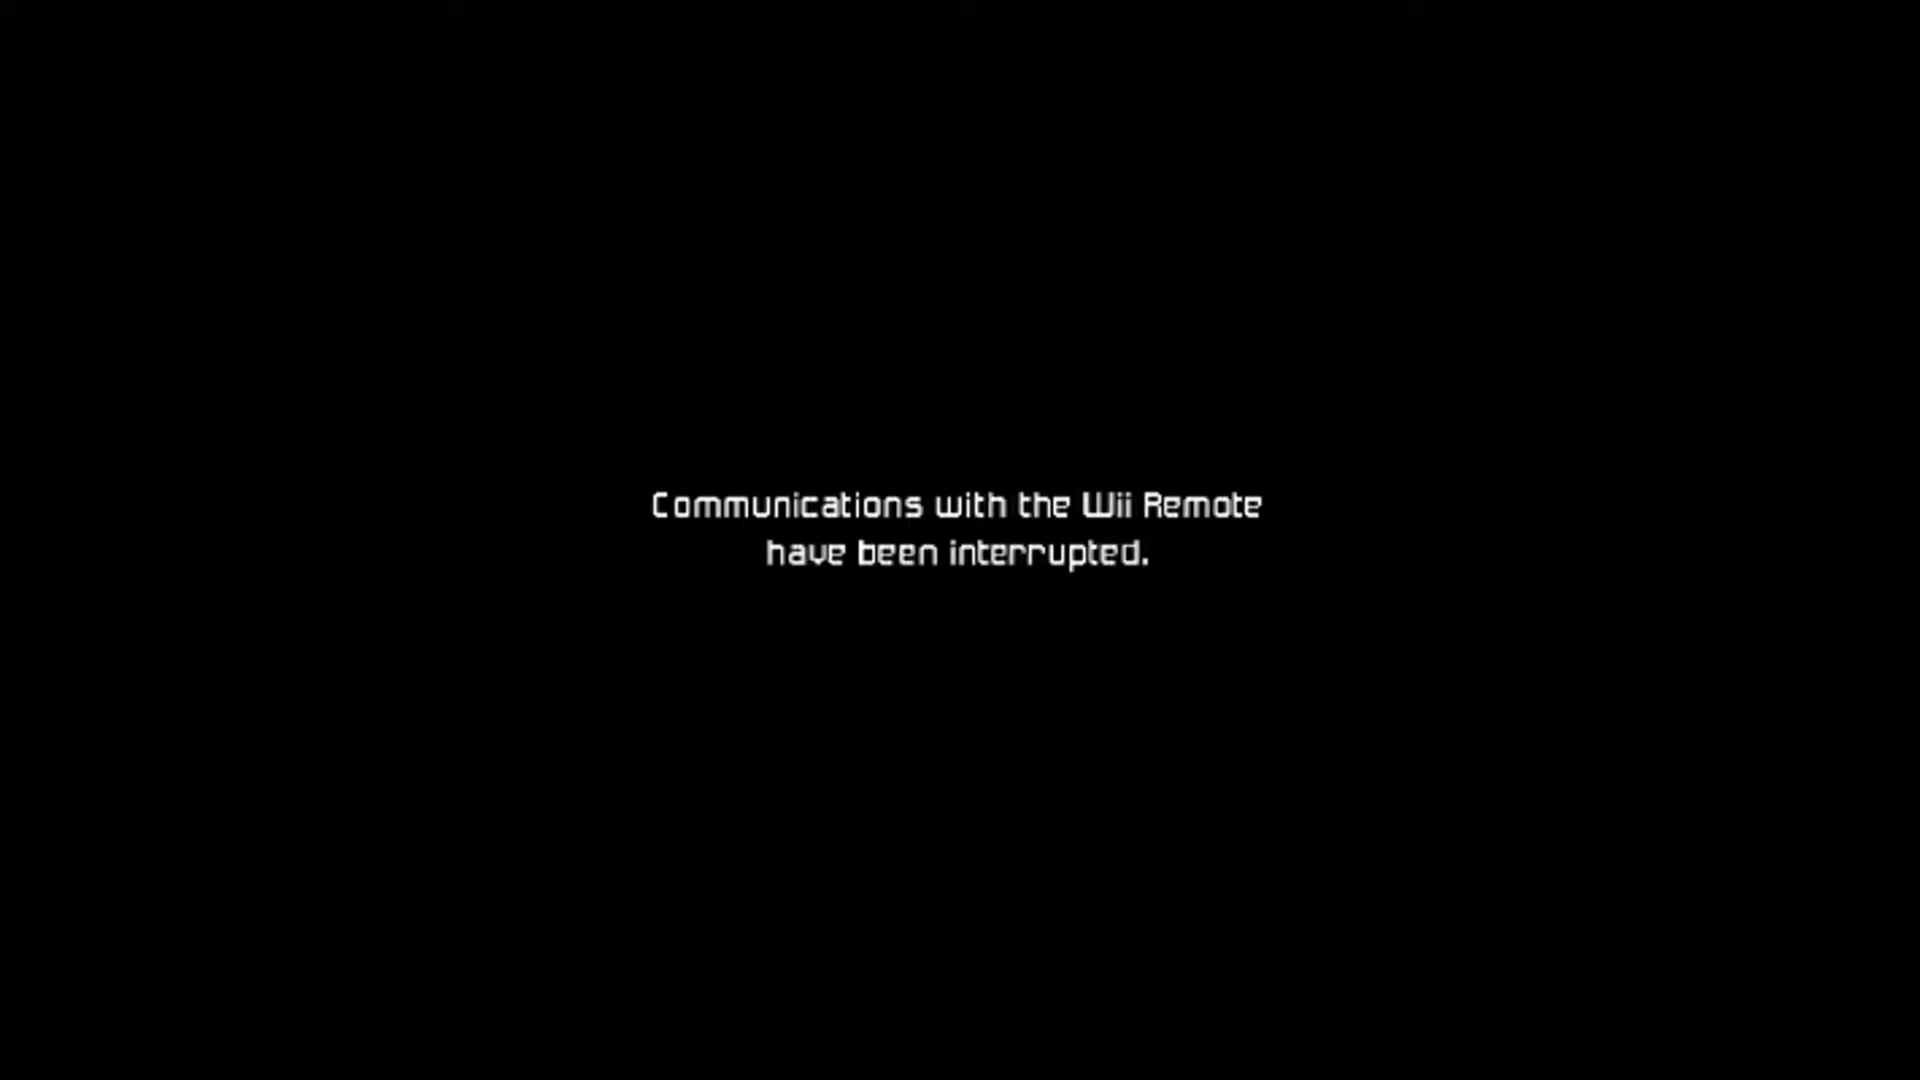 Communications with the Wii Remote
have been interrupted.